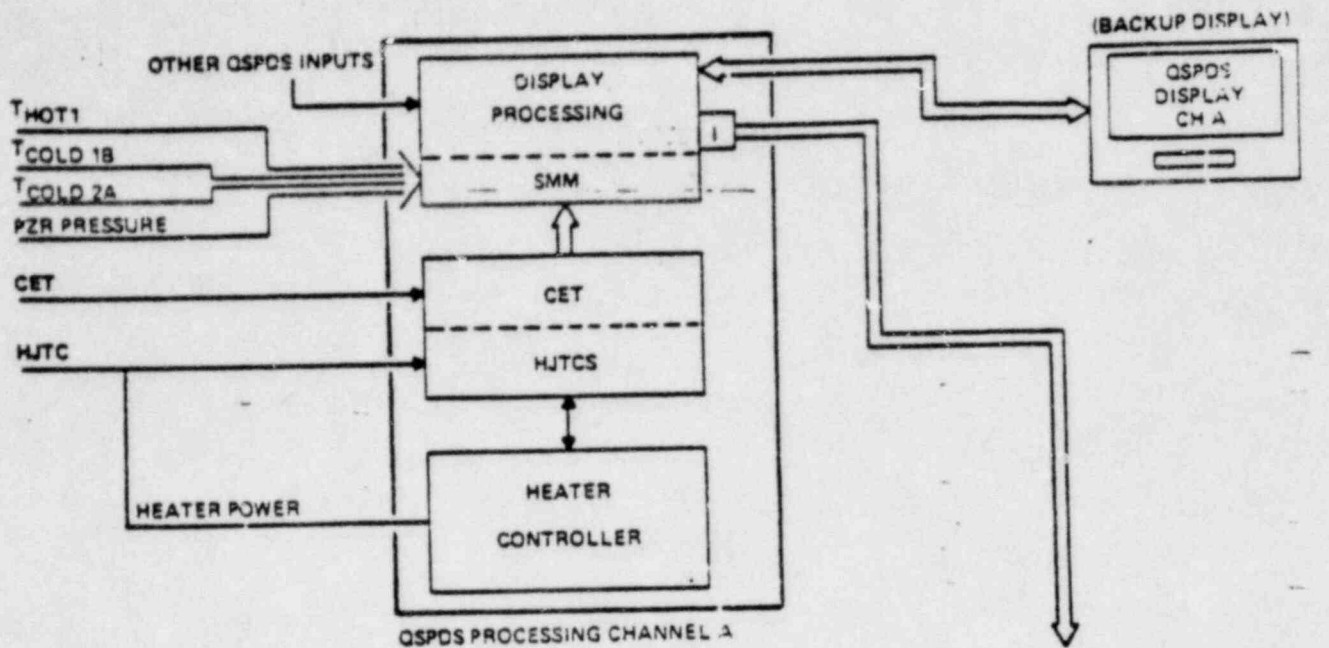 (BACKUP DISPLAY)
OTHER QSPDS INPUTS
DISPLAY
PROCESSING
QSPDS
DISPLAY
CH A
THOT1
I
TCOLD 1B
TCOLD 2A
SMM
PZR PRESSURE
CET
CET
HJTC
HJTCS
HEATER POWER
HEATER
CONTROLLER
QSPDS PROCESSING CHANNEL A